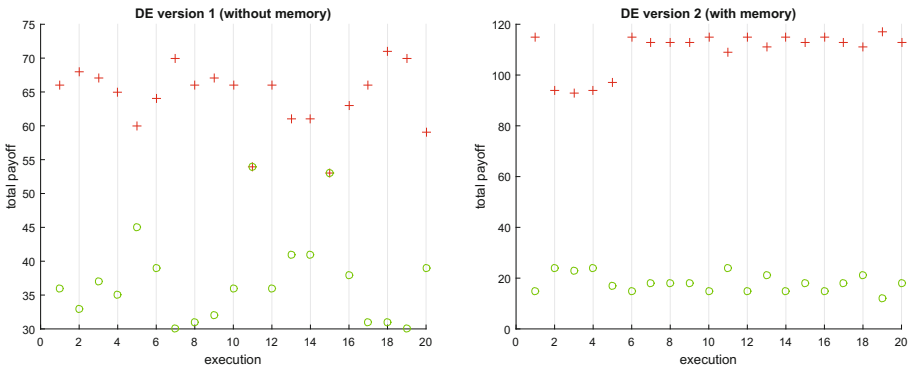 DE version 1 (without memory)
75
70
65
60
55
50
45
40
35
30
total payoff
0 2 4 6 8 10 12 14 16 18 20
execution
DE version 2 (with memory)
120
100
80
60
40
20
0
total payoff
0 2 4 6 8 10 12 14 16 18 20
execution